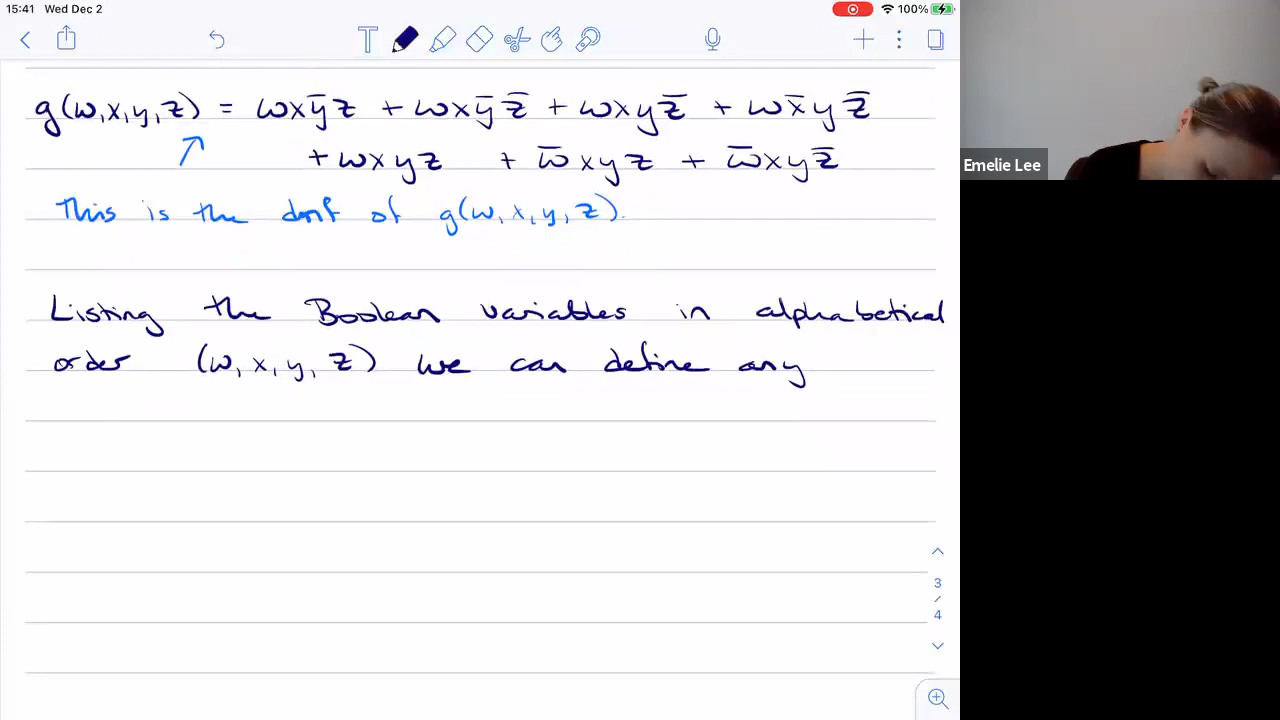 15:41 Wed Dec 2
100%
T
g(w,x,y,z) = wxȳz + wxȳz̄ + wxyz̄ + wx̄yz̄
+ wxyz + w̄xyz + w̄xyz̄
This is the dnf of g(w,x,y,z).
Listing the Boolean variables in alphabetical
order (w,x,y,z) we can define any
3
/
4
Emelie Lee